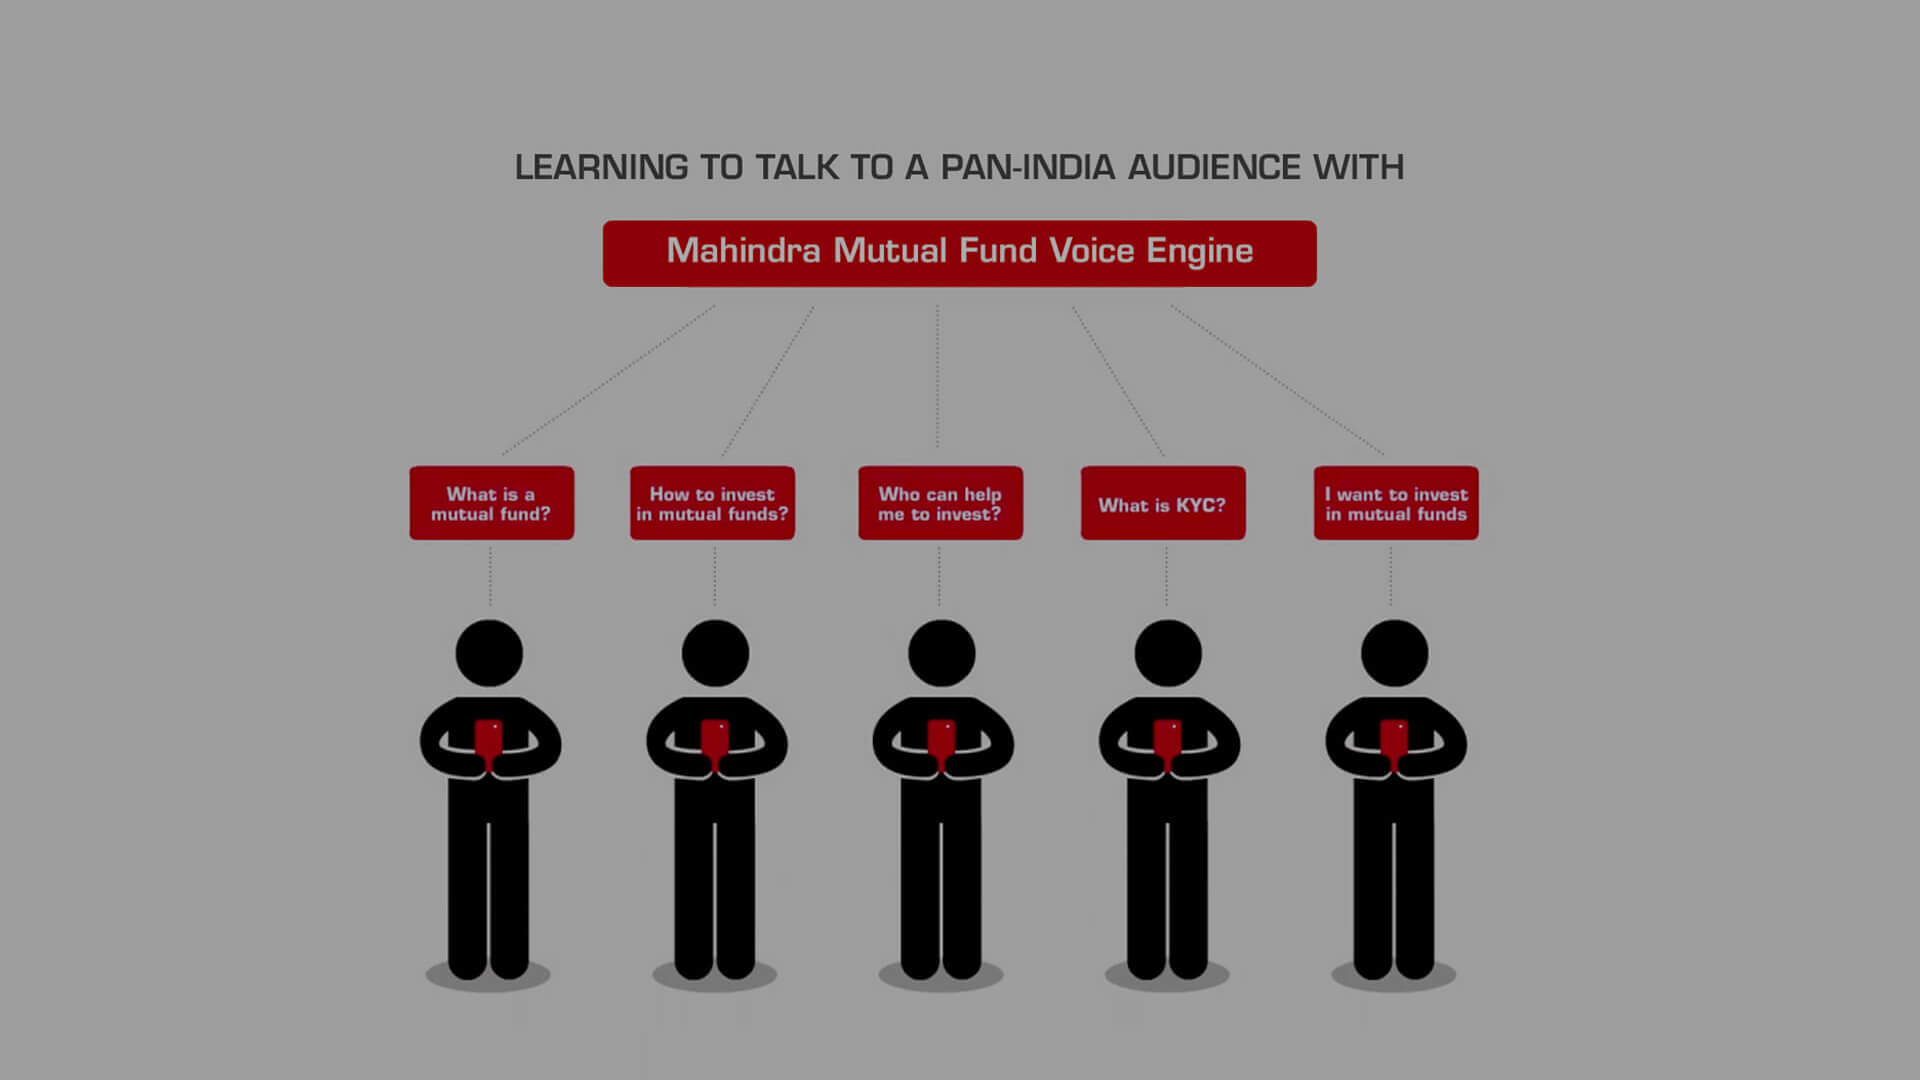 LEARNING TO TALK TO A PAN-INDIA AUDIENCE WITH
Mahindra Mutual Fund Voice Engine
What is a
mutual fund?
How to invest
in mutual funds?
Who can help
me to invest?
What is KYC?
I want to invest
in mutual funds